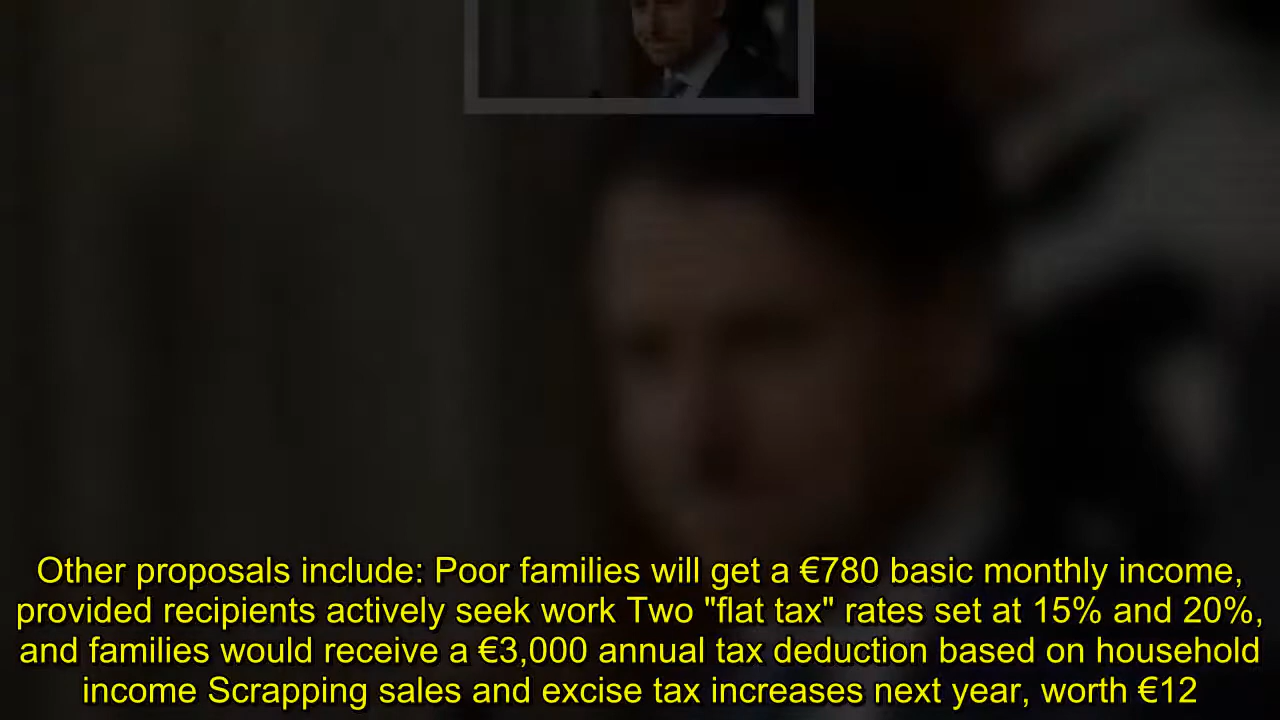 Other proposals include: Poor families will get a €780 basic monthly income,
provided recipients actively seek work Two "flat tax" rates set at 15% and 20%,
and families would receive a €3,000 annual tax deduction based on household
income Scrapping sales and excise tax increases next year, worth €12